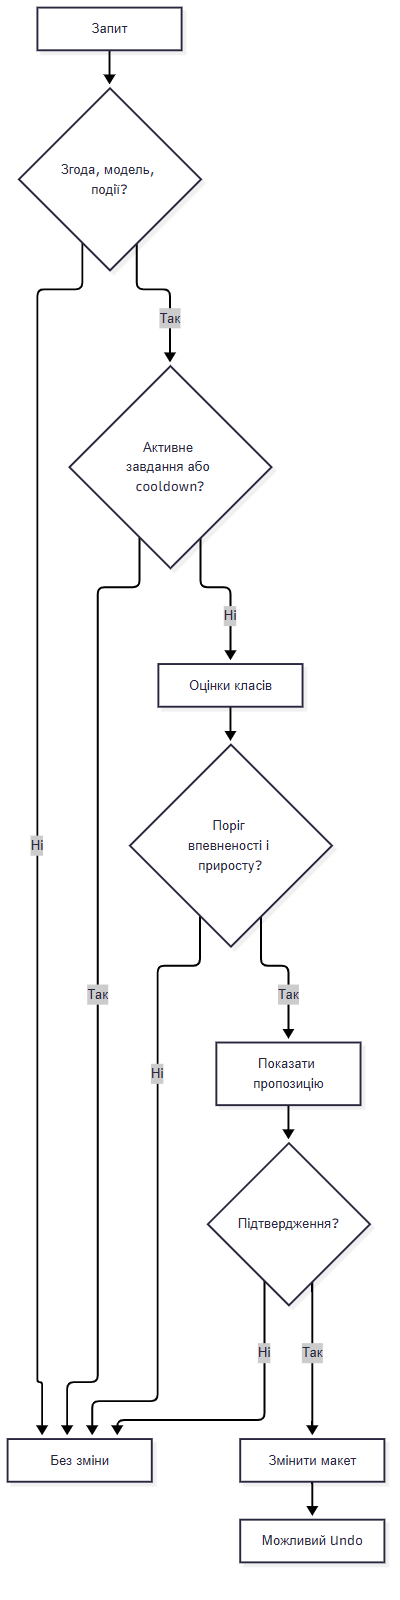 Запит
Згода, модель,
події?
Так
Активне
завдання або
cooldown?
Ні
Оцінки класів
Поріг
впевненості і
приросту?
Ні
Так
Так
Ні
Показати
пропозицію
Підтвердження?
Ні
Так
Без зміни
Змінити макет
Можливий Undo